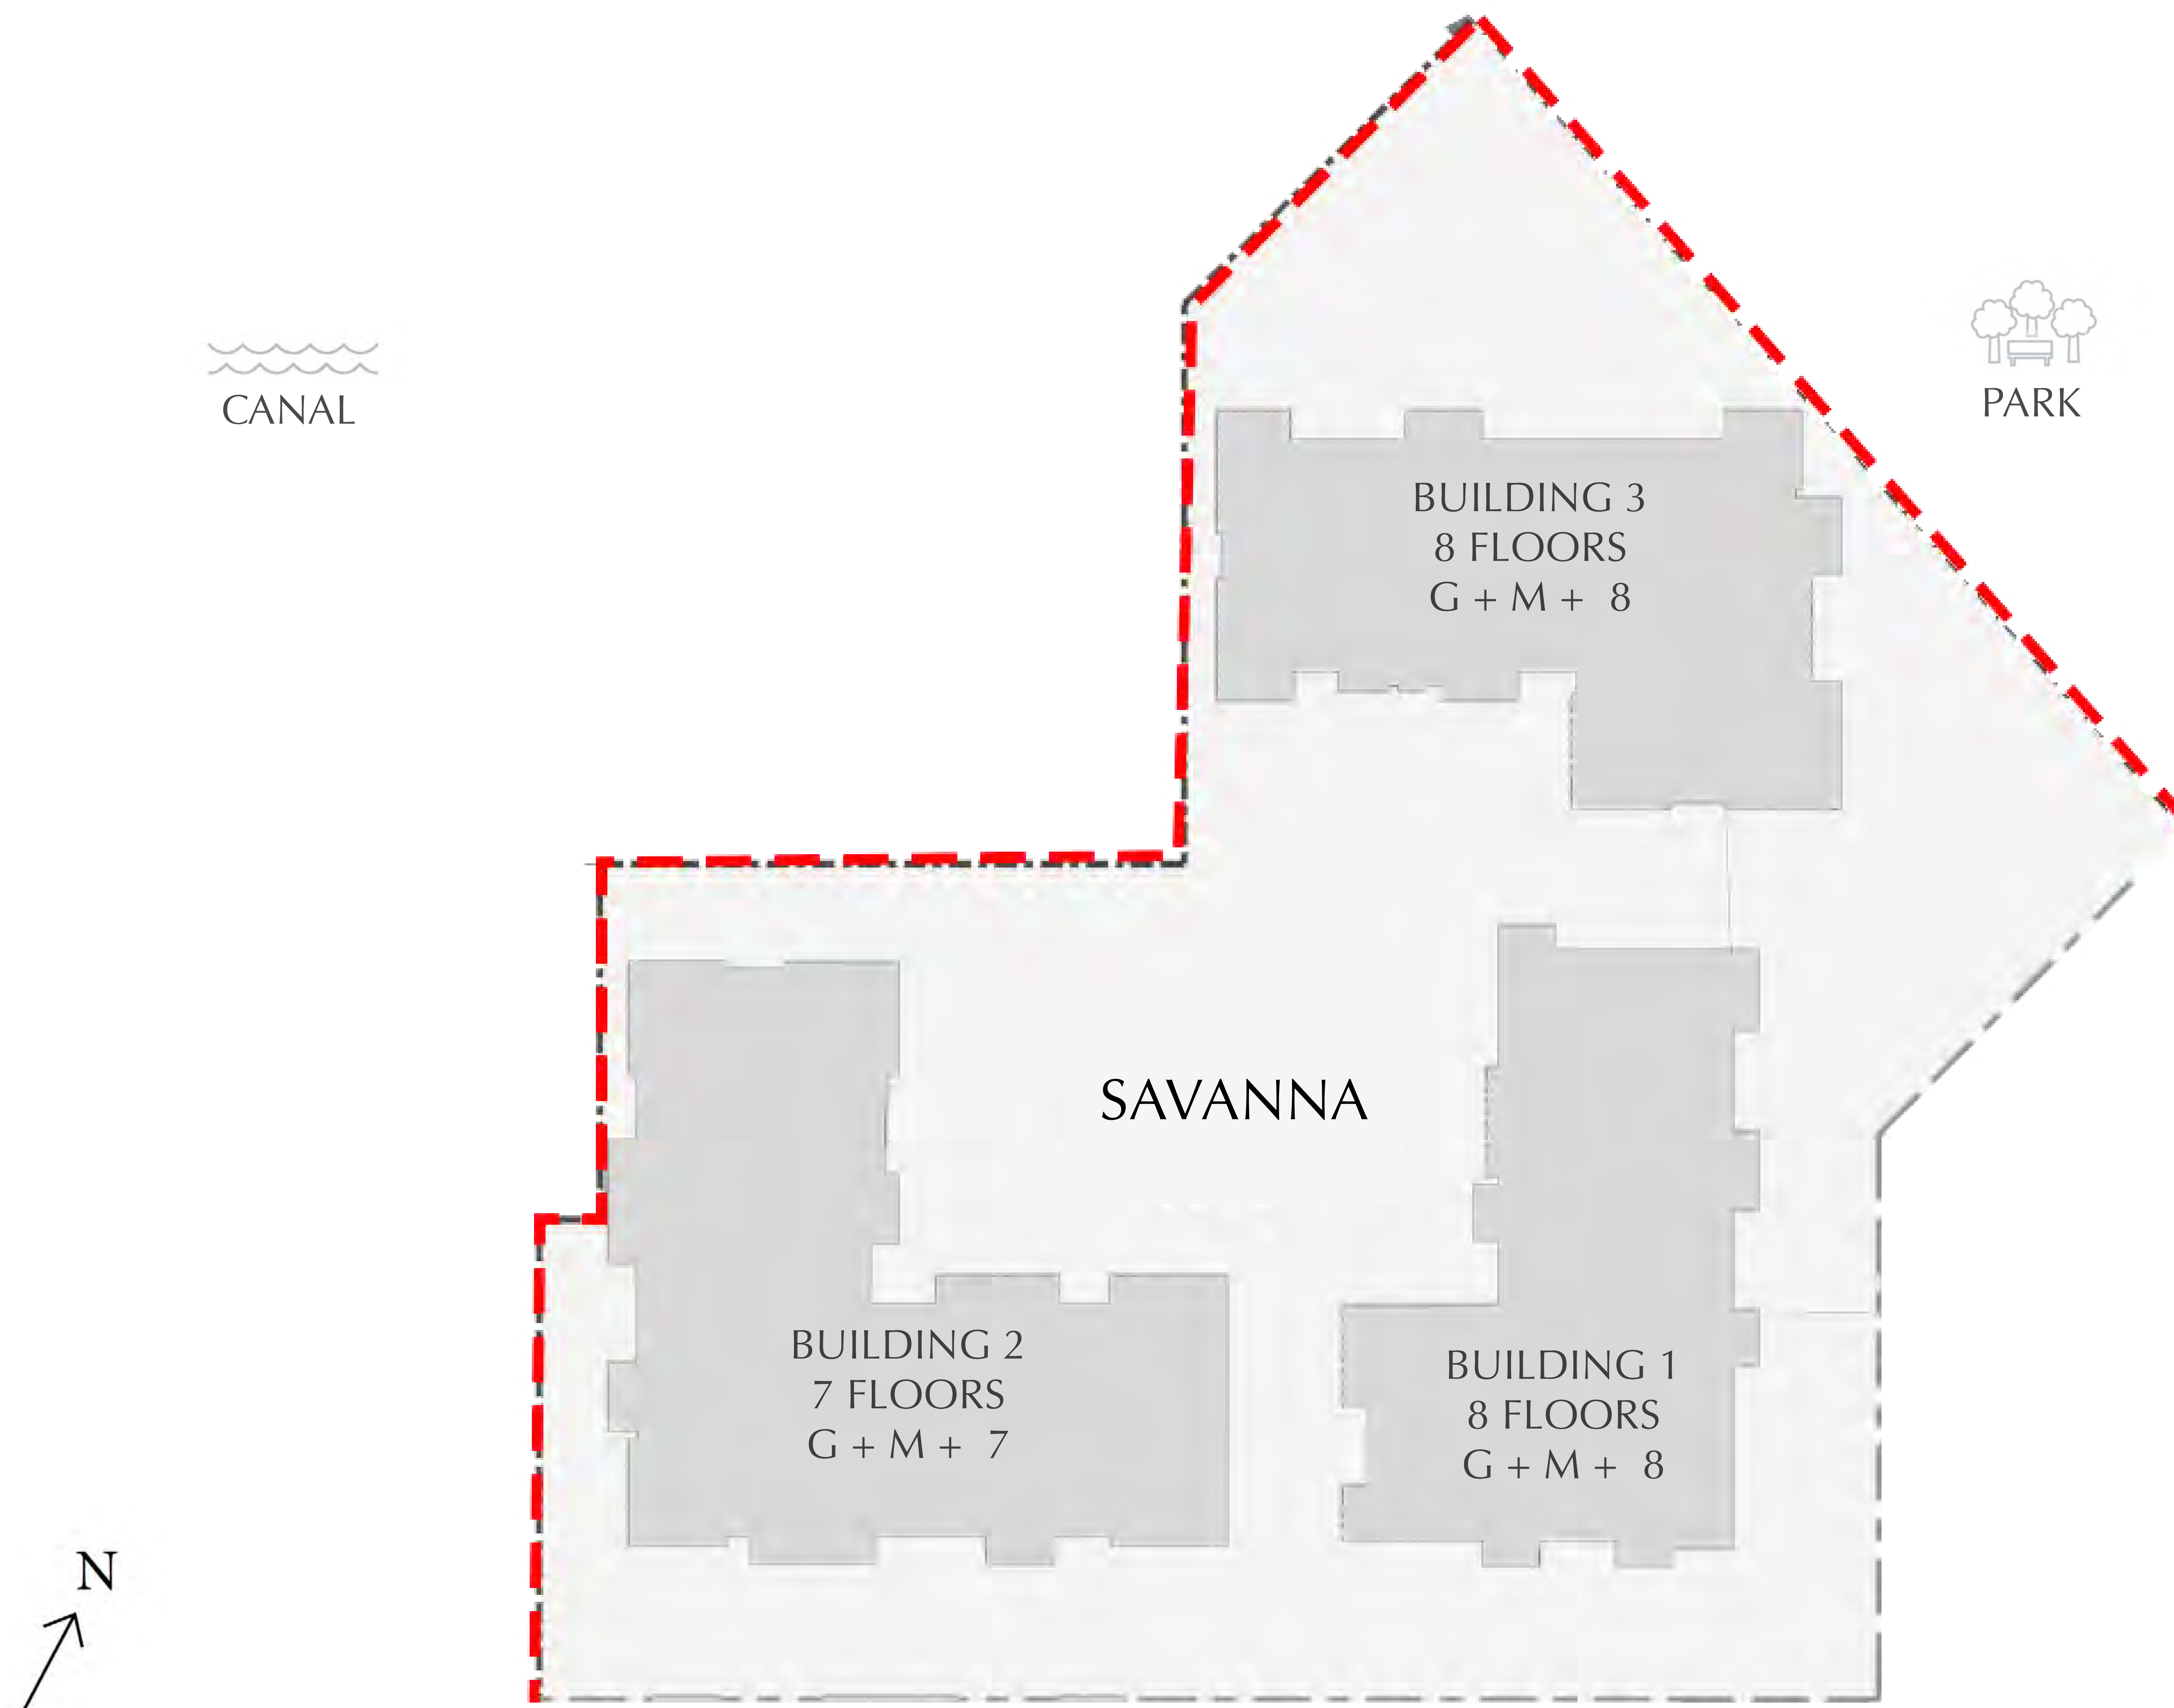 CANAL
PARK
BUILDING 3
8 FLOORS
G + M + 8
SAVANNA
BUILDING 2
7 FLOORS
G + M + 7
BUILDING 1
8 FLOORS
G + M + 8
N